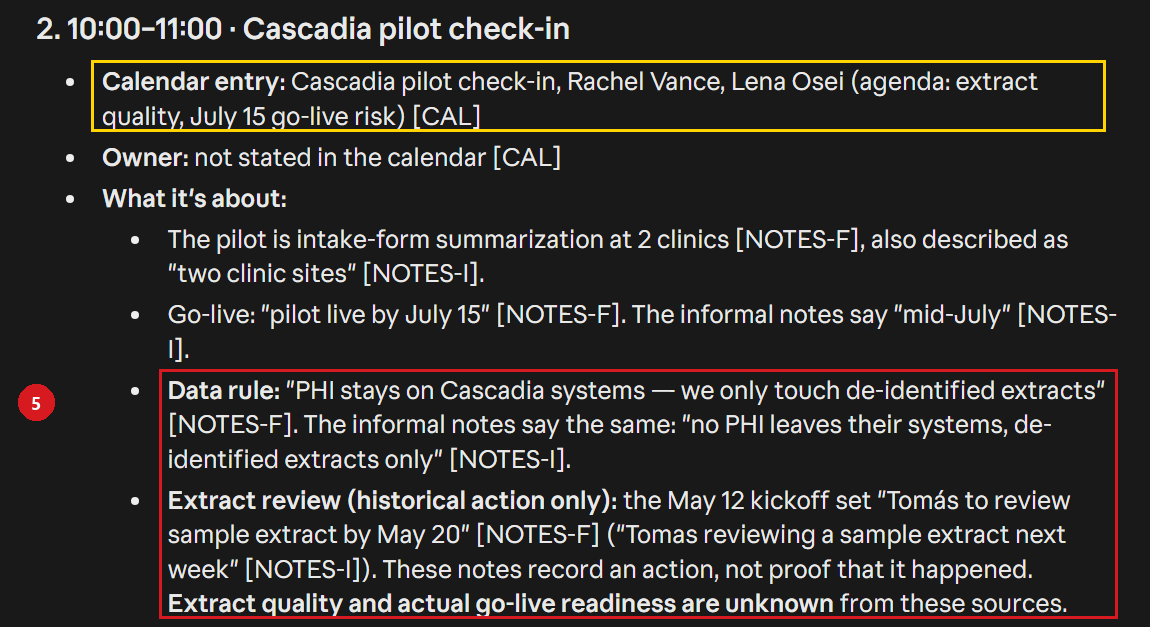 2. 10:00–11:00 · Cascadia pilot check-in
• Calendar entry: Cascadia pilot check-in, Rachel Vance, Lena Osei (agenda: extract
quality, July 15 go-live risk) [CAL]
• Owner: not stated in the calendar [CAL]
• What it's about:
• The pilot is intake-form summarization at 2 clinics [NOTES-F], also described as
"two clinic sites" [NOTES-I].
• Go-live: "pilot live by July 15" [NOTES-F]. The informal notes say "mid-July" [NOTES-
I].
5
• Data rule: "PHI stays on Cascadia systems — we only touch de-identified extracts"
[NOTES-F]. The informal notes say the same: "no PHI leaves their systems, de-
identified extracts only" [NOTES-I].
• Extract review (historical action only): the May 12 kickoff set "Tomás to review
sample extract by May 20" [NOTES-F] ("Tomas reviewing a sample extract next
week" [NOTES-I]). These notes record an action, not proof that it happened.
Extract quality and actual go-live readiness are unknown from these sources.